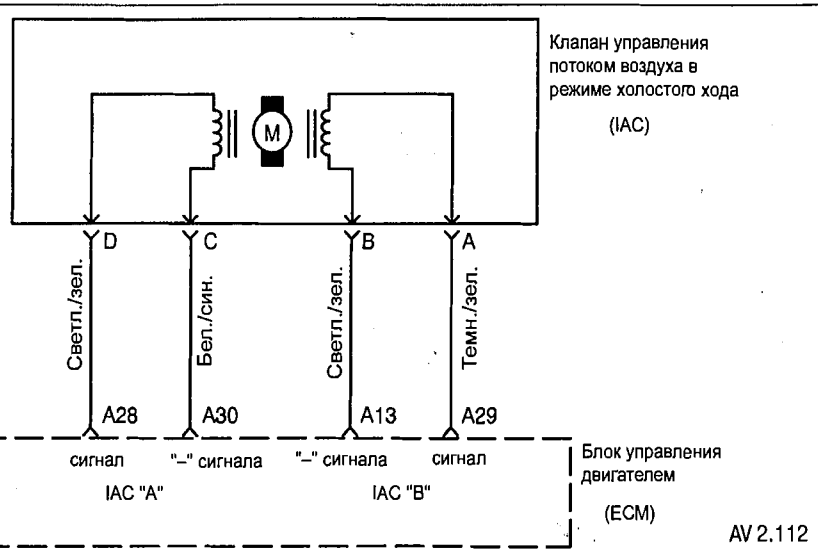 Клапан управления
потоком воздуха в
режиме холостого хода
(IAC)
M
D
C
B
A
Светл./зел.
Бел./син.
Светл./зел.
Темн./зел.
A28
A30
A13
A29
сигнал
"–" сигнала
"–" сигнала
сигнал
IAC "A"
IAC "B"
Блок управления
двигателем
(ECM)
AV 2.112